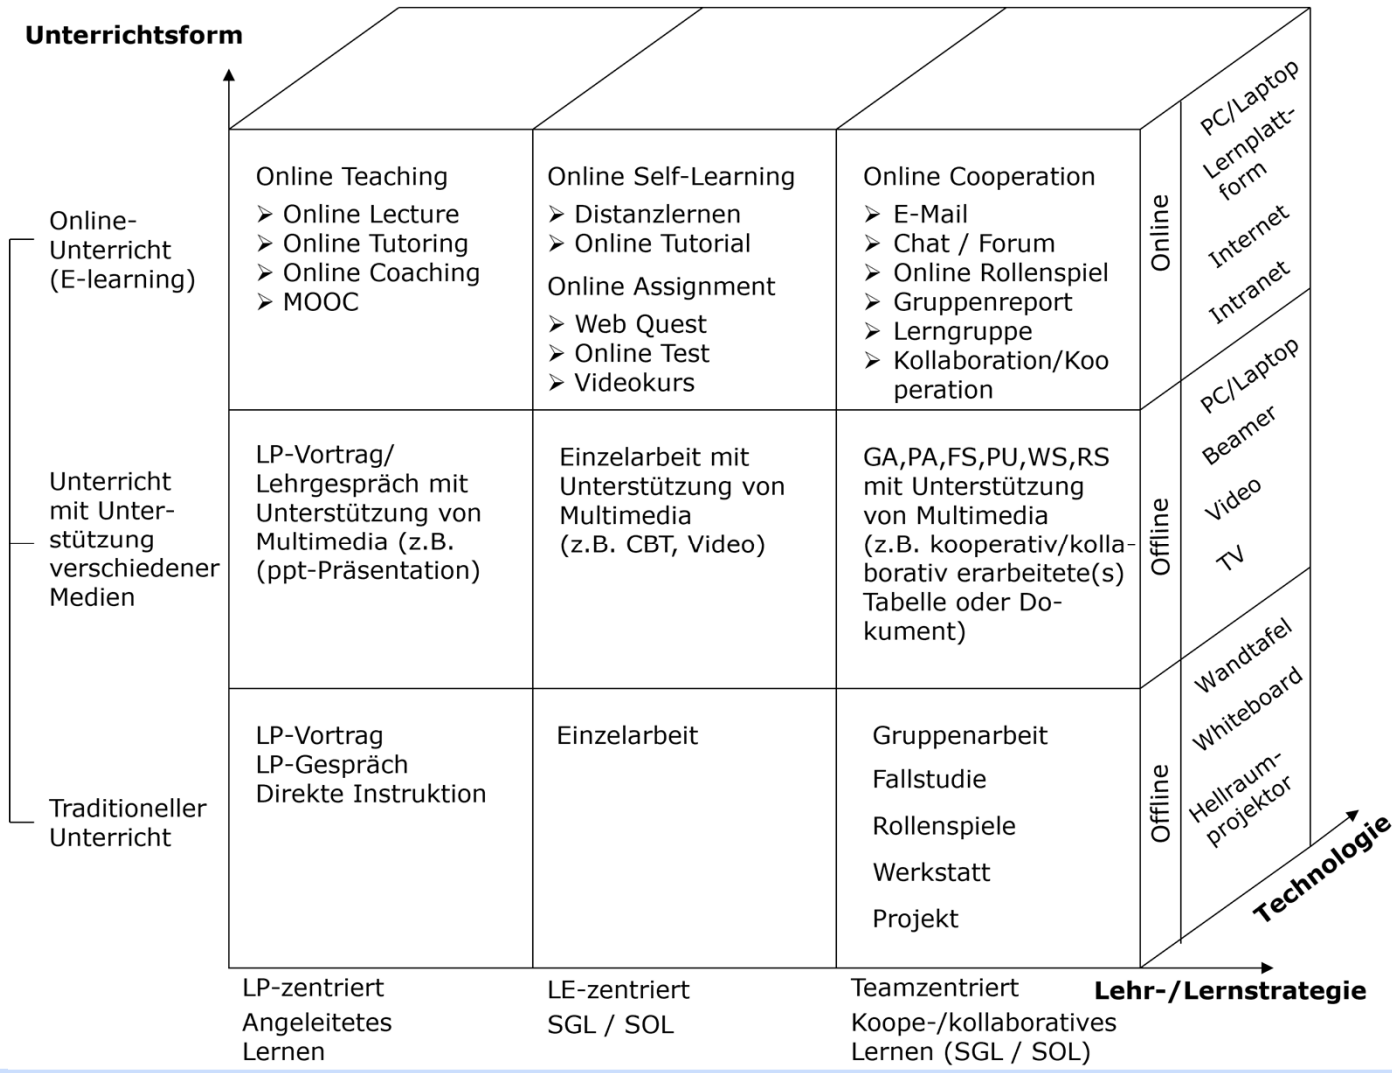 Unterrichtsform
Online-
Unterricht
(E-learning)
Unterricht
mit Unter-
stützung
verschiedener
Medien
Traditioneller
Unterricht
Online Teaching
➢ Online Lecture
➢ Online Tutoring
➢ Online Coaching
➢ MOOC
Online Self-Learning
➢ Distanzlernen
➢ Online Tutorial
Online Assignment
➢ Web Quest
➢ Online Test
➢ Videokurs
Online Cooperation
➢ E-Mail
➢ Chat / Forum
➢ Online Rollenspiel
➢ Gruppenreport
➢ Lerngruppe
➢ Kollaboration/Koo
peration
Online
PC/Laptop
Lernplatt-
form
Internet
Intranet
LP-Vortrag/
Lehrgespräch mit
Unterstützung von
Multimedia (z.B.
(ppt-Präsentation)
Einzelarbeit mit
Unterstützung von
Multimedia
(z.B. CBT, Video)
GA,PA,FS,PU,WS,RS
mit Unterstützung
von Multimedia
(z.B. kooperativ/kolla-
borativ erarbeitete(s)
Tabelle oder Do-
kument)
Offline
PC/Laptop
Beamer
Video
TV
LP-Vortrag
LP-Gespräch
Direkte Instruktion
Einzelarbeit
Gruppenarbeit
Fallstudie
Rollenspiele
Werkstatt
Projekt
Offline
Wandtafel
Whiteboard
Hellraum-
projektor
Technologie
LP-zentriert
Angeleitetes
Lernen
LE-zentriert
SGL / SOL
Teamzentriert
Koope-/kollaboratives
Lernen (SGL / SOL)
Lehr-/Lernstrategie